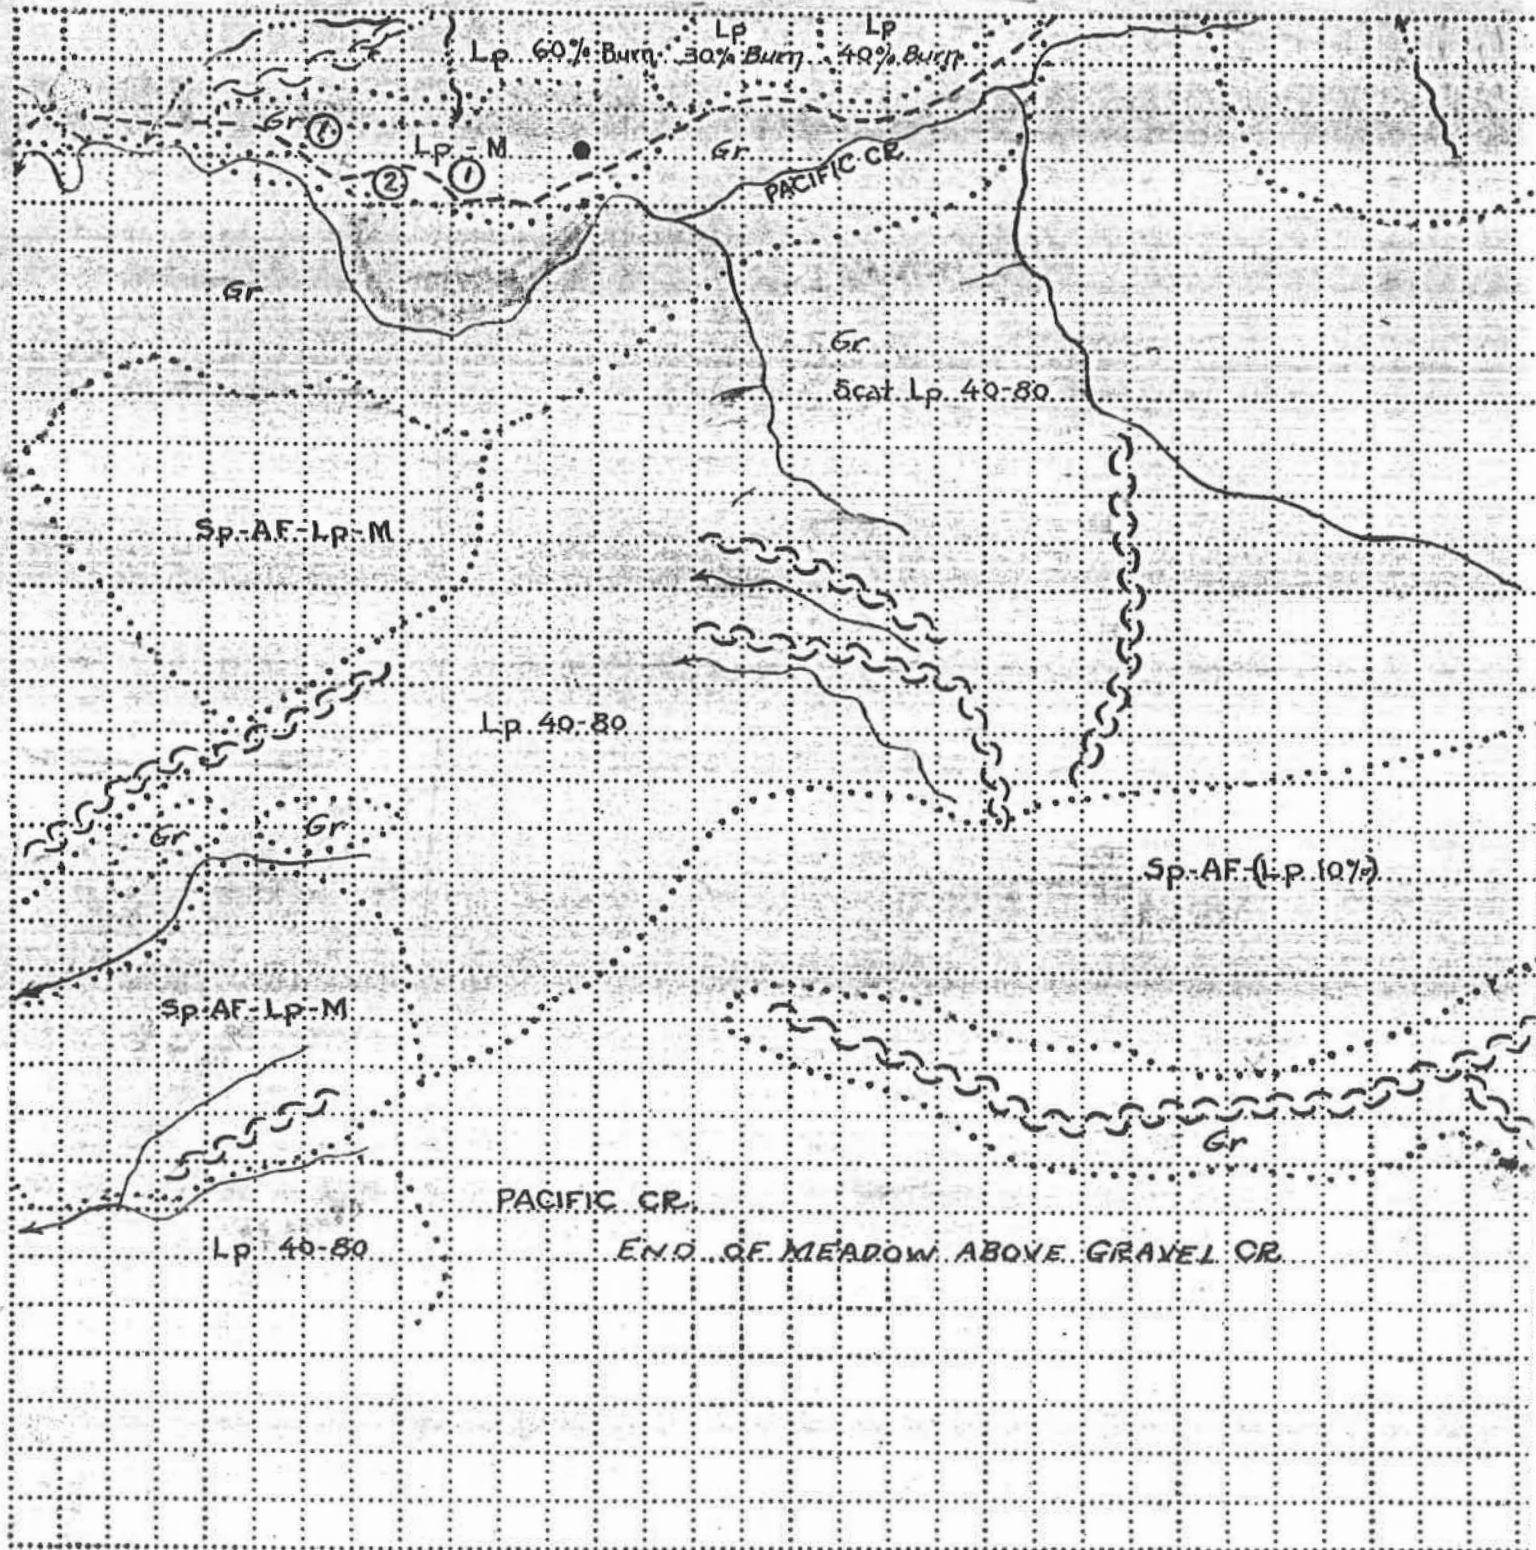 Lp 60% Burn
Lp
30% Burn
Lp
40% Burn
Gr 1
Lp - M
2 1
Gr
PACIFIC CR
Gr
Gr
Scat Lp 40-80
Sp-AF-Lp-M
Lp 40-80
Gr
Gr
Sp-AF-(Lp 10%)
Sp-AF-Lp-M
Gr
PACIFIC CR.
Lp 40-80
END OF MEADOW ABOVE GRAVEL CR